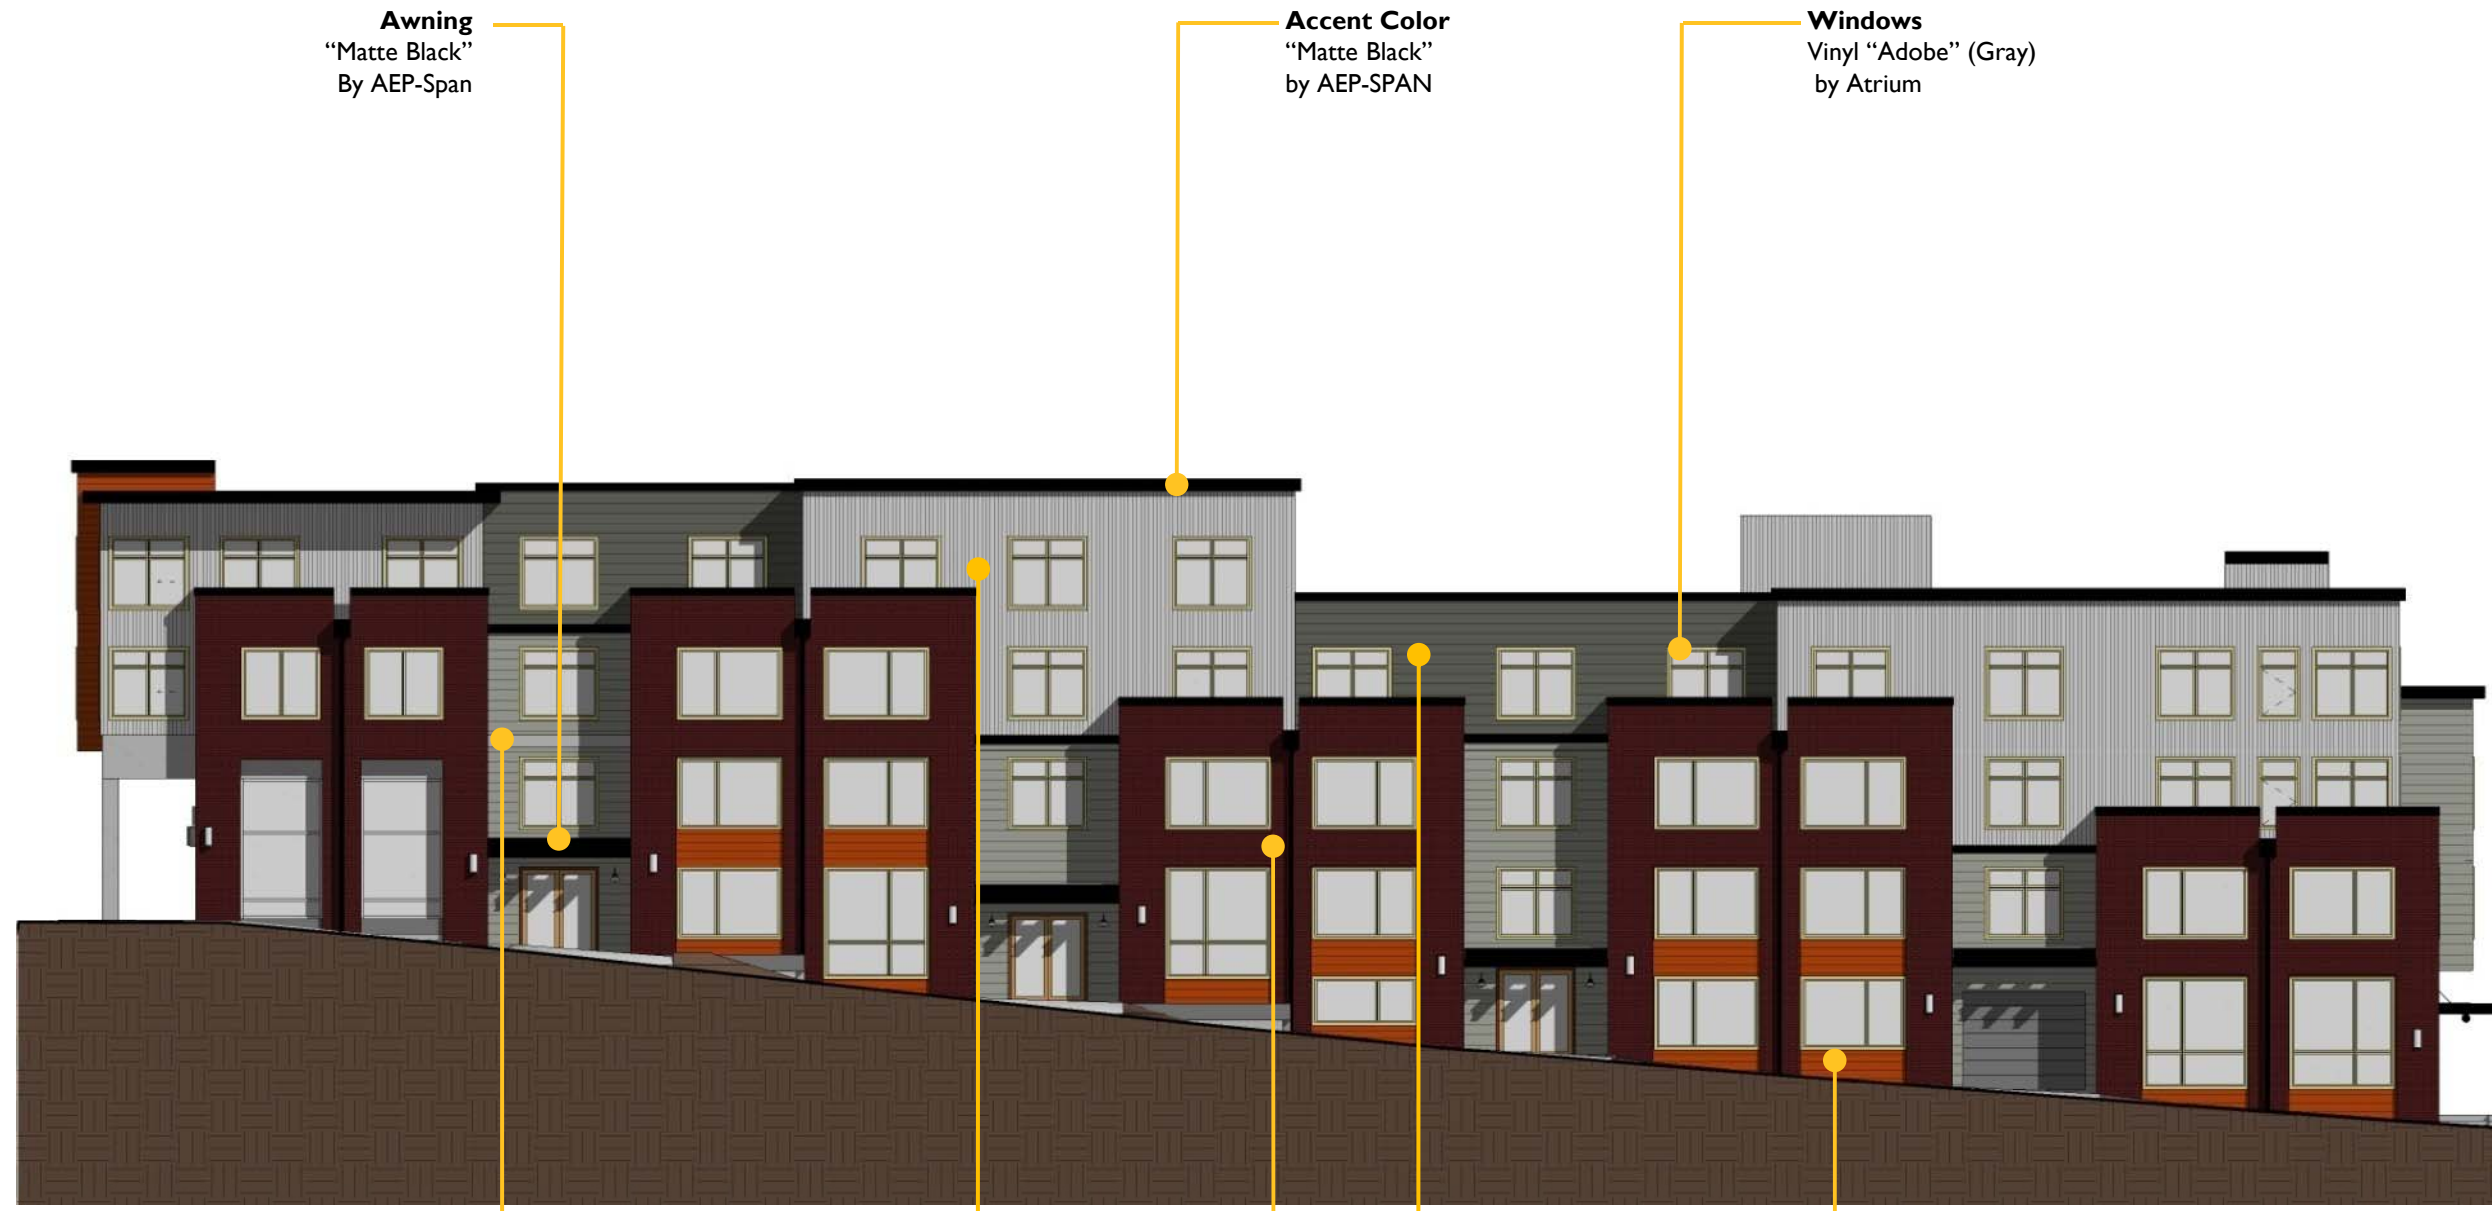 Awning
“Matte Black”
By AEP-Span
Accent Color
“Matte Black”
by AEP-SPAN
Windows
Vinyl “Adobe” (Gray)
by Atrium